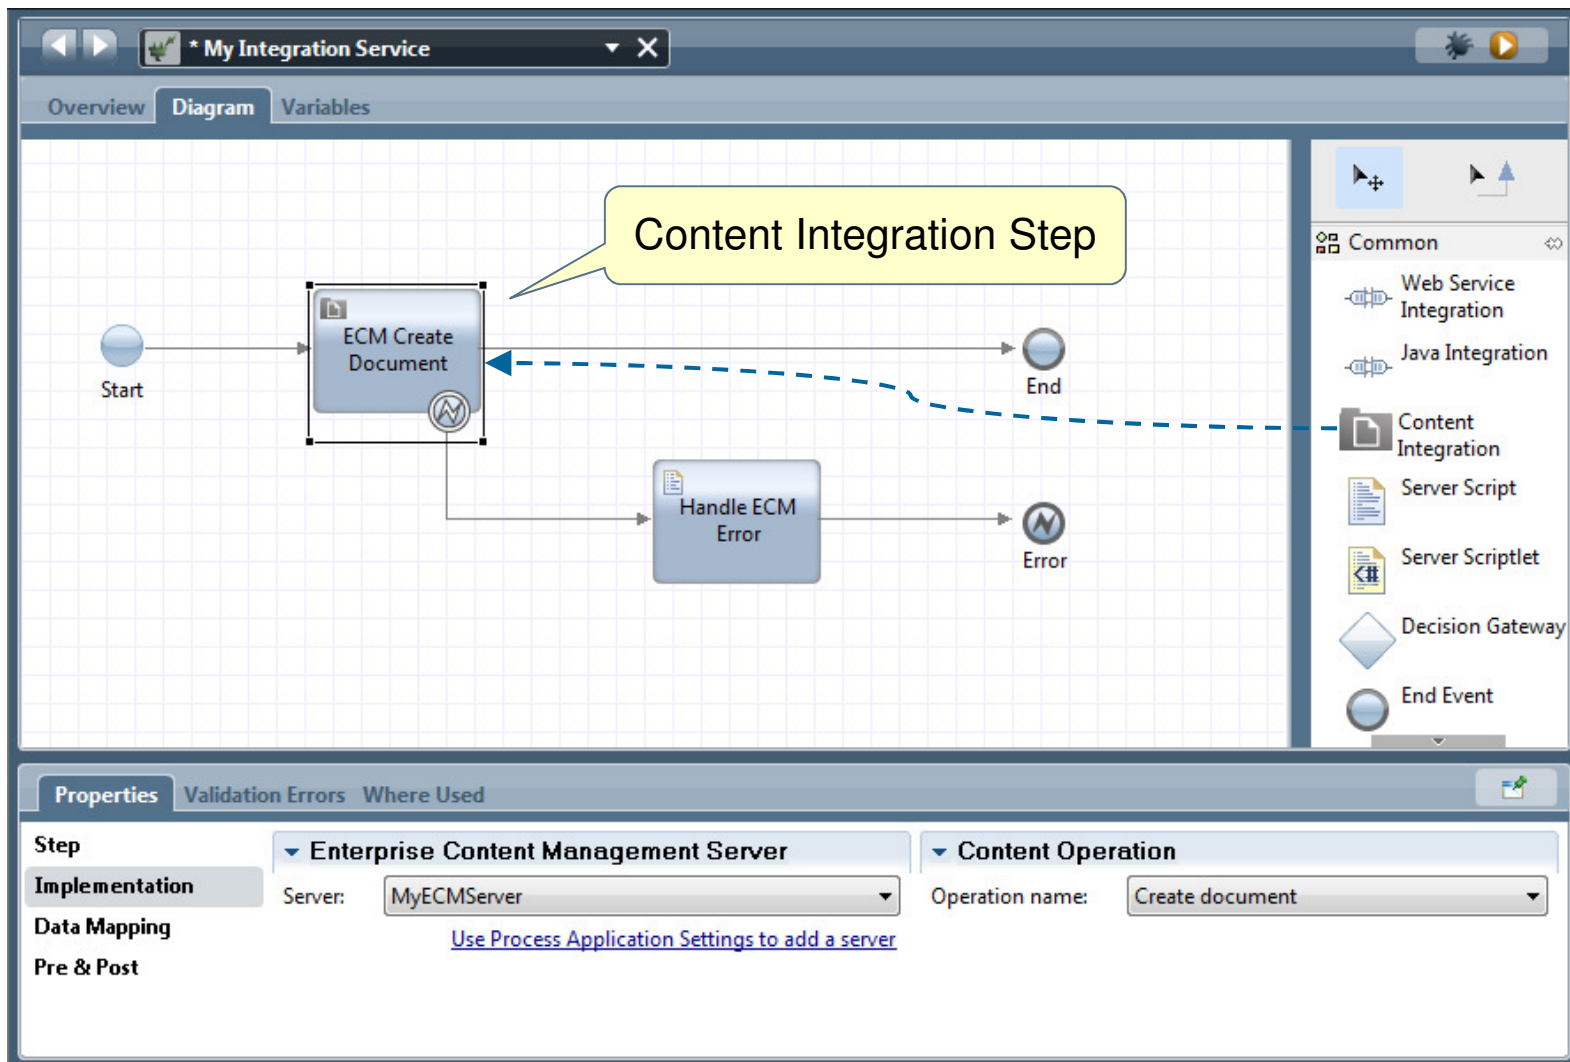 * My Integration Service
Overview Diagram Variables
Content Integration Step
ECM Create
Document
Start
End
Handle ECM
Error
Error
Common
Web Service
Integration
Java Integration
Content
Integration
Server Script
Server Scriptlet
Decision Gateway
End Event
Properties Validation Errors Where Used
Step
Implementation
Data Mapping
Pre & Post
Enterprise Content Management Server
Server: MyECMServer
Use Process Application Settings to add a server
Content Operation
Operation name: Create document